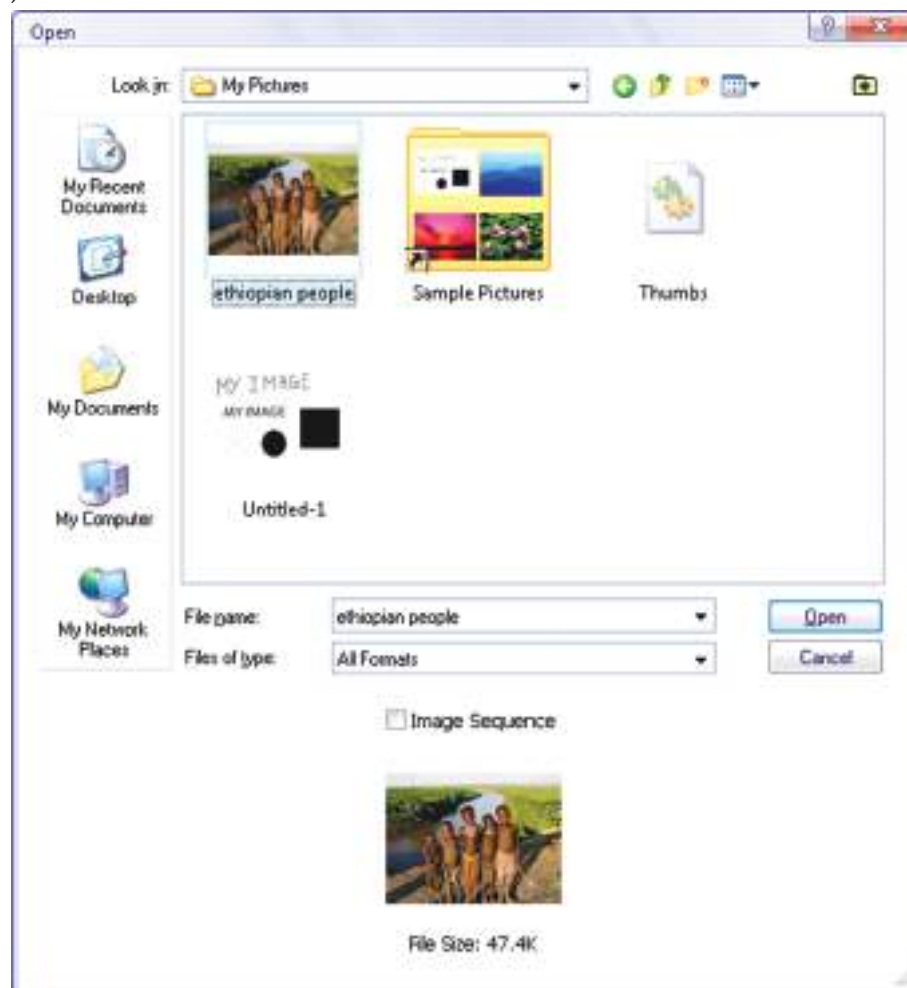 Open
Look in:
My Pictures
My Recent
Documents
Desktop
My Documents
My Computer
My Network
Places
ethiopian people
Sample Pictures
Thumbs
MY IMAGE
MY IMAGE
Untitled-1
File name:
ethiopian people
Open
Files of type:
All Formats
Cancel
Image Sequence
File Size: 47.4K